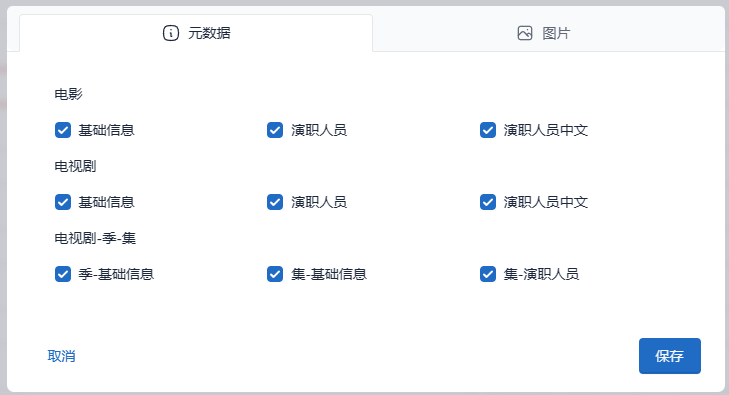 元数据 图片
电影
基础信息 演职人员 演职人员中文
电视剧
基础信息 演职人员 演职人员中文
电视剧-季-集
季-基础信息 集-基础信息 集-演职人员
取消 保存